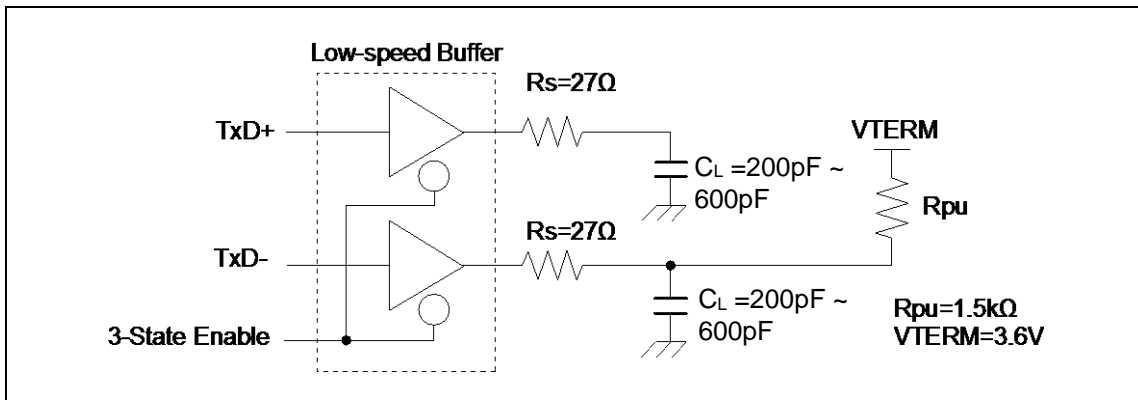 Low-speed Buffer
Rs=27Ω
TxD+
VTERM
CL =200pF ~
600pF
Rpu
Rs=27Ω
TxD-
CL =200pF ~
600pF
Rpu=1.5kΩ
VTERM=3.6V
3-State Enable